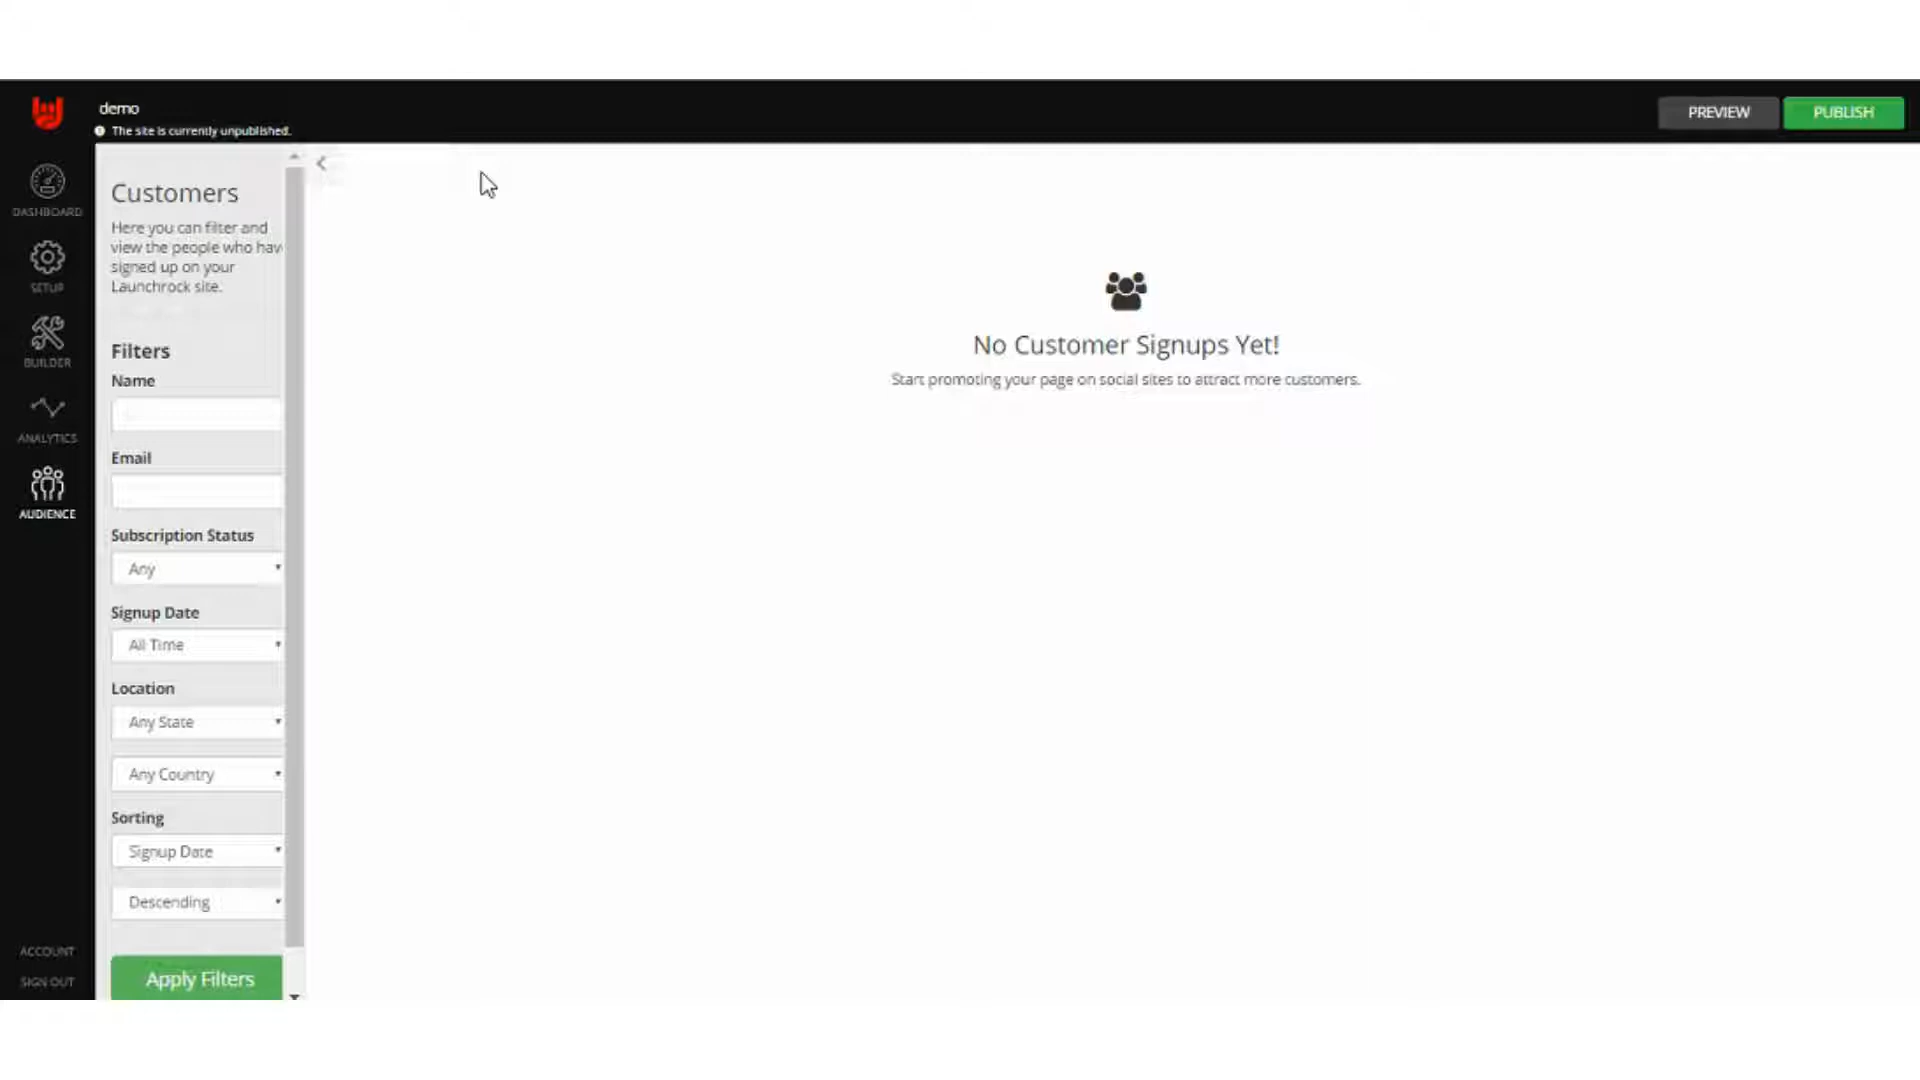 demo
The site is currently unpublished.
PREVIEW
PUBLISH
DASHBOARD
SETUP
BUILDER
ANALYTICS
AUDIENCE
ACCOUNT
SIGN OUT
Customers
Here you can filter and
view the people who hav
signed up on your
Launchrock site.
Filters
Name
Email
Subscription Status
Any
Signup Date
All Time
Location
Any State
Any Country
Sorting
Signup Date
Descending
Apply Filters
No Customer Signups Yet!
Start promoting your page on social sites to attract more customers.